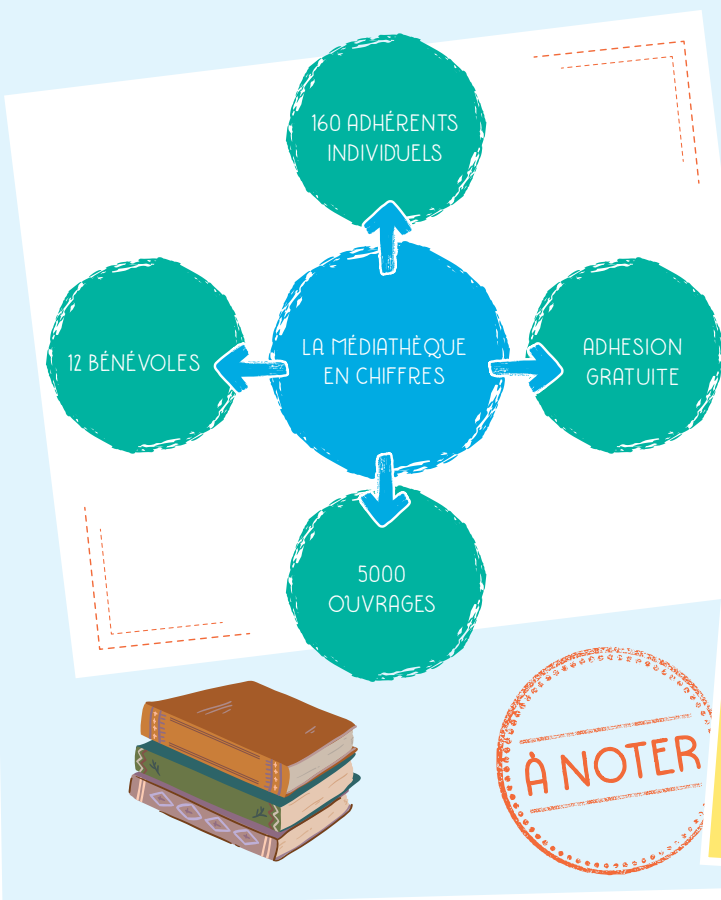 160 ADHÉRENTS
INDIVIDUELS
12 BÉNÉVOLES
LA MÉDIATHÈQUE
EN CHIFFRES
ADHESION
GRATUITE
5000
OUVRAGES
À NOTER